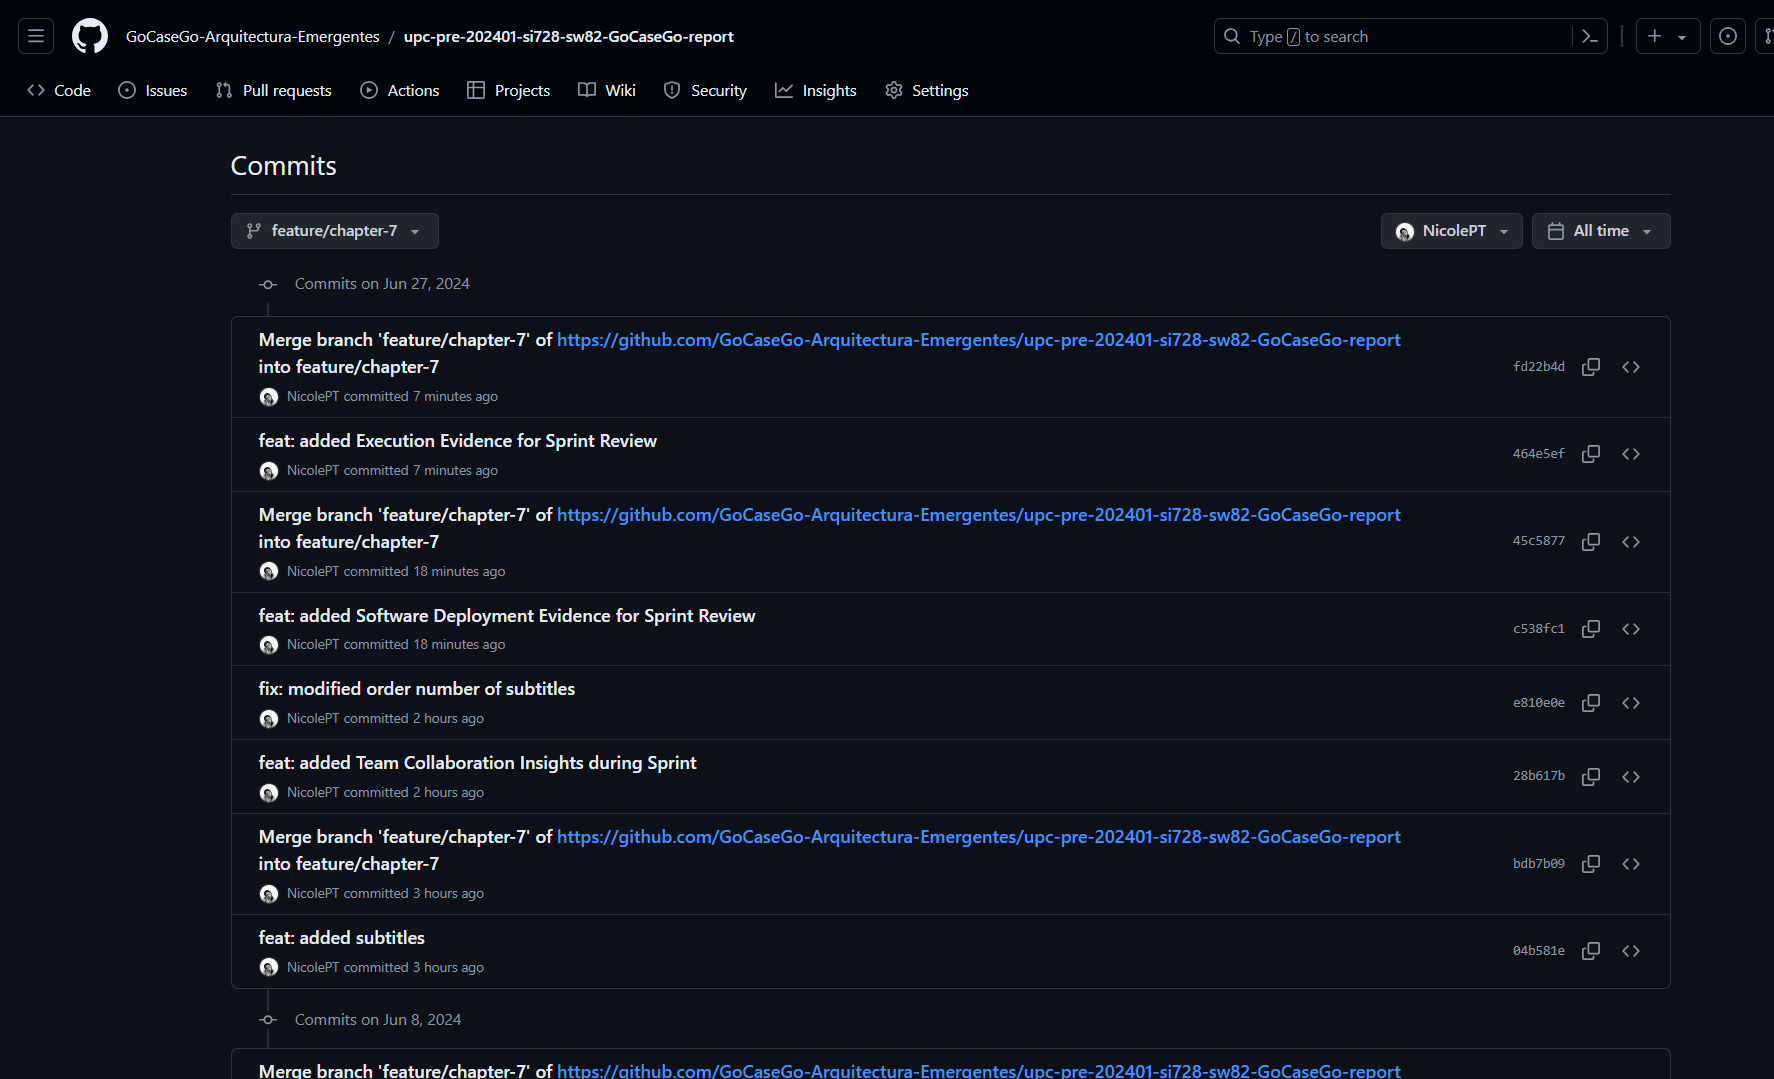 GoCaseGo-Arquitectura-Emergentes / upc-pre-202401-si728-sw82-GoCaseGo-report
Type / to search
Code Issues Pull requests Actions Projects Wiki Security Insights Settings
Commits
feature/chapter-7
NicolePT
All time
Commits on Jun 27, 2024
Merge branch 'feature/chapter-7' of https://github.com/GoCaseGo-Arquitectura-Emergentes/upc-pre-202401-si728-sw82-GoCaseGo-report
into feature/chapter-7
fd22b4d
NicolePT committed 7 minutes ago
feat: added Execution Evidence for Sprint Review
464e5ef
NicolePT committed 7 minutes ago
Merge branch 'feature/chapter-7' of https://github.com/GoCaseGo-Arquitectura-Emergentes/upc-pre-202401-si728-sw82-GoCaseGo-report
into feature/chapter-7
45c5877
NicolePT committed 18 minutes ago
feat: added Software Deployment Evidence for Sprint Review
c538fc1
NicolePT committed 18 minutes ago
fix: modified order number of subtitles
e810e0e
NicolePT committed 2 hours ago
feat: added Team Collaboration Insights during Sprint
28b617b
NicolePT committed 2 hours ago
Merge branch 'feature/chapter-7' of https://github.com/GoCaseGo-Arquitectura-Emergentes/upc-pre-202401-si728-sw82-GoCaseGo-report
into feature/chapter-7
bdb7b09
NicolePT committed 3 hours ago
feat: added subtitles
04b581e
NicolePT committed 3 hours ago
Commits on Jun 8, 2024
Merge branch 'feature/chapter-7' of https://github.com/GoCaseGo-Arquitectura-Emergentes/upc-pre-202401-si728-sw82-GoCaseGo-report